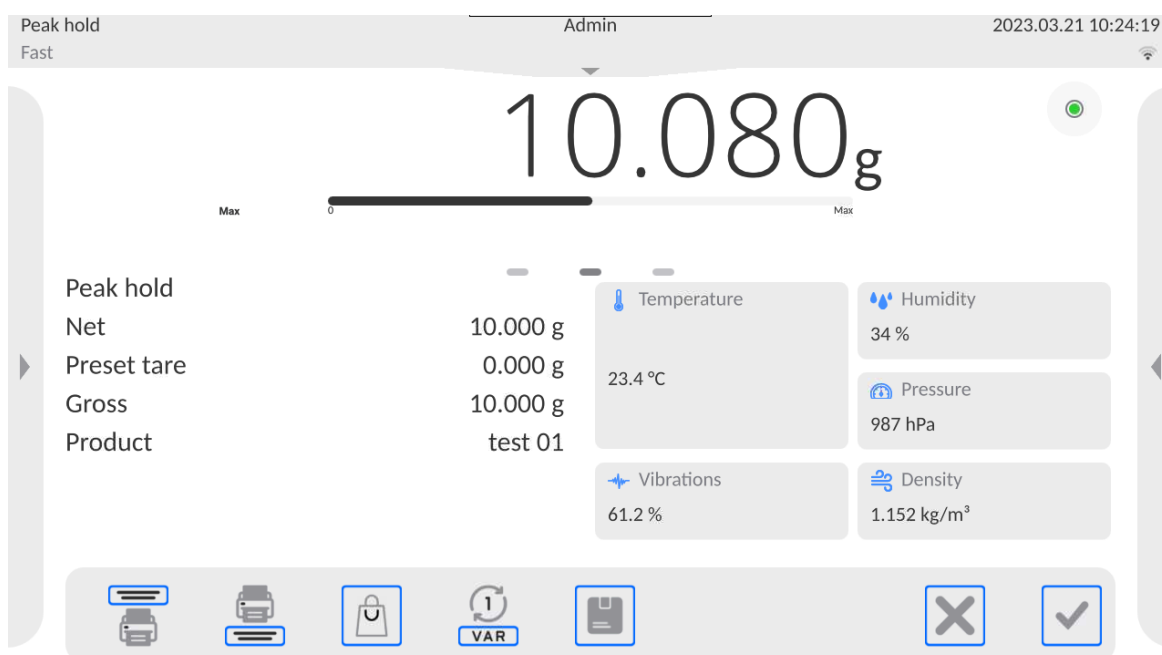 Peak hold Admin 2023.03.21 10:24:19
Fast
10.080g
Max 0 Max
Peak hold
Net 10.000 g
Preset tare 0.000 g
Gross 10.000 g
Product test 01
Temperature
23.4 °C
Humidity
34 %
Pressure
987 hPa
Vibrations
61.2 %
Density
1.152 kg/m³
1
VAR